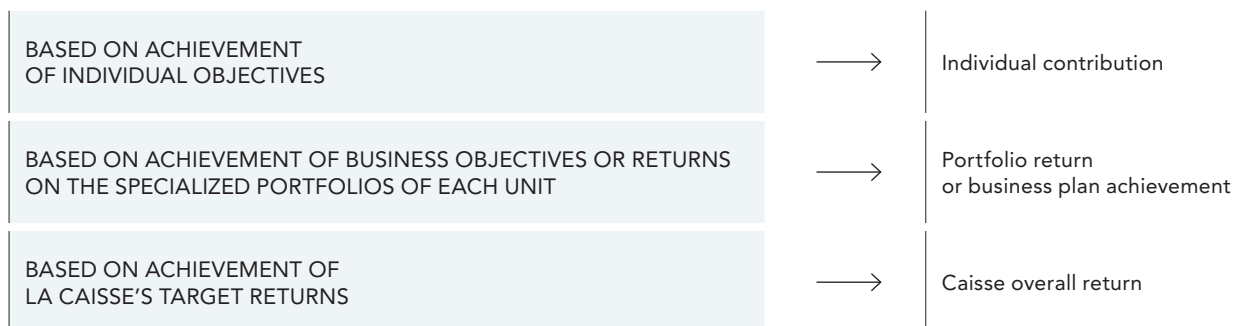 BASED ON ACHIEVEMENT
OF INDIVIDUAL OBJECTIVES
Individual contribution
BASED ON ACHIEVEMENT OF BUSINESS OBJECTIVES OR RETURNS
ON THE SPECIALIZED PORTFOLIOS OF EACH UNIT
Portfolio return
or business plan achievement
BASED ON ACHIEVEMENT OF
LA CAISSE'S TARGET RETURNS
Caisse overall return